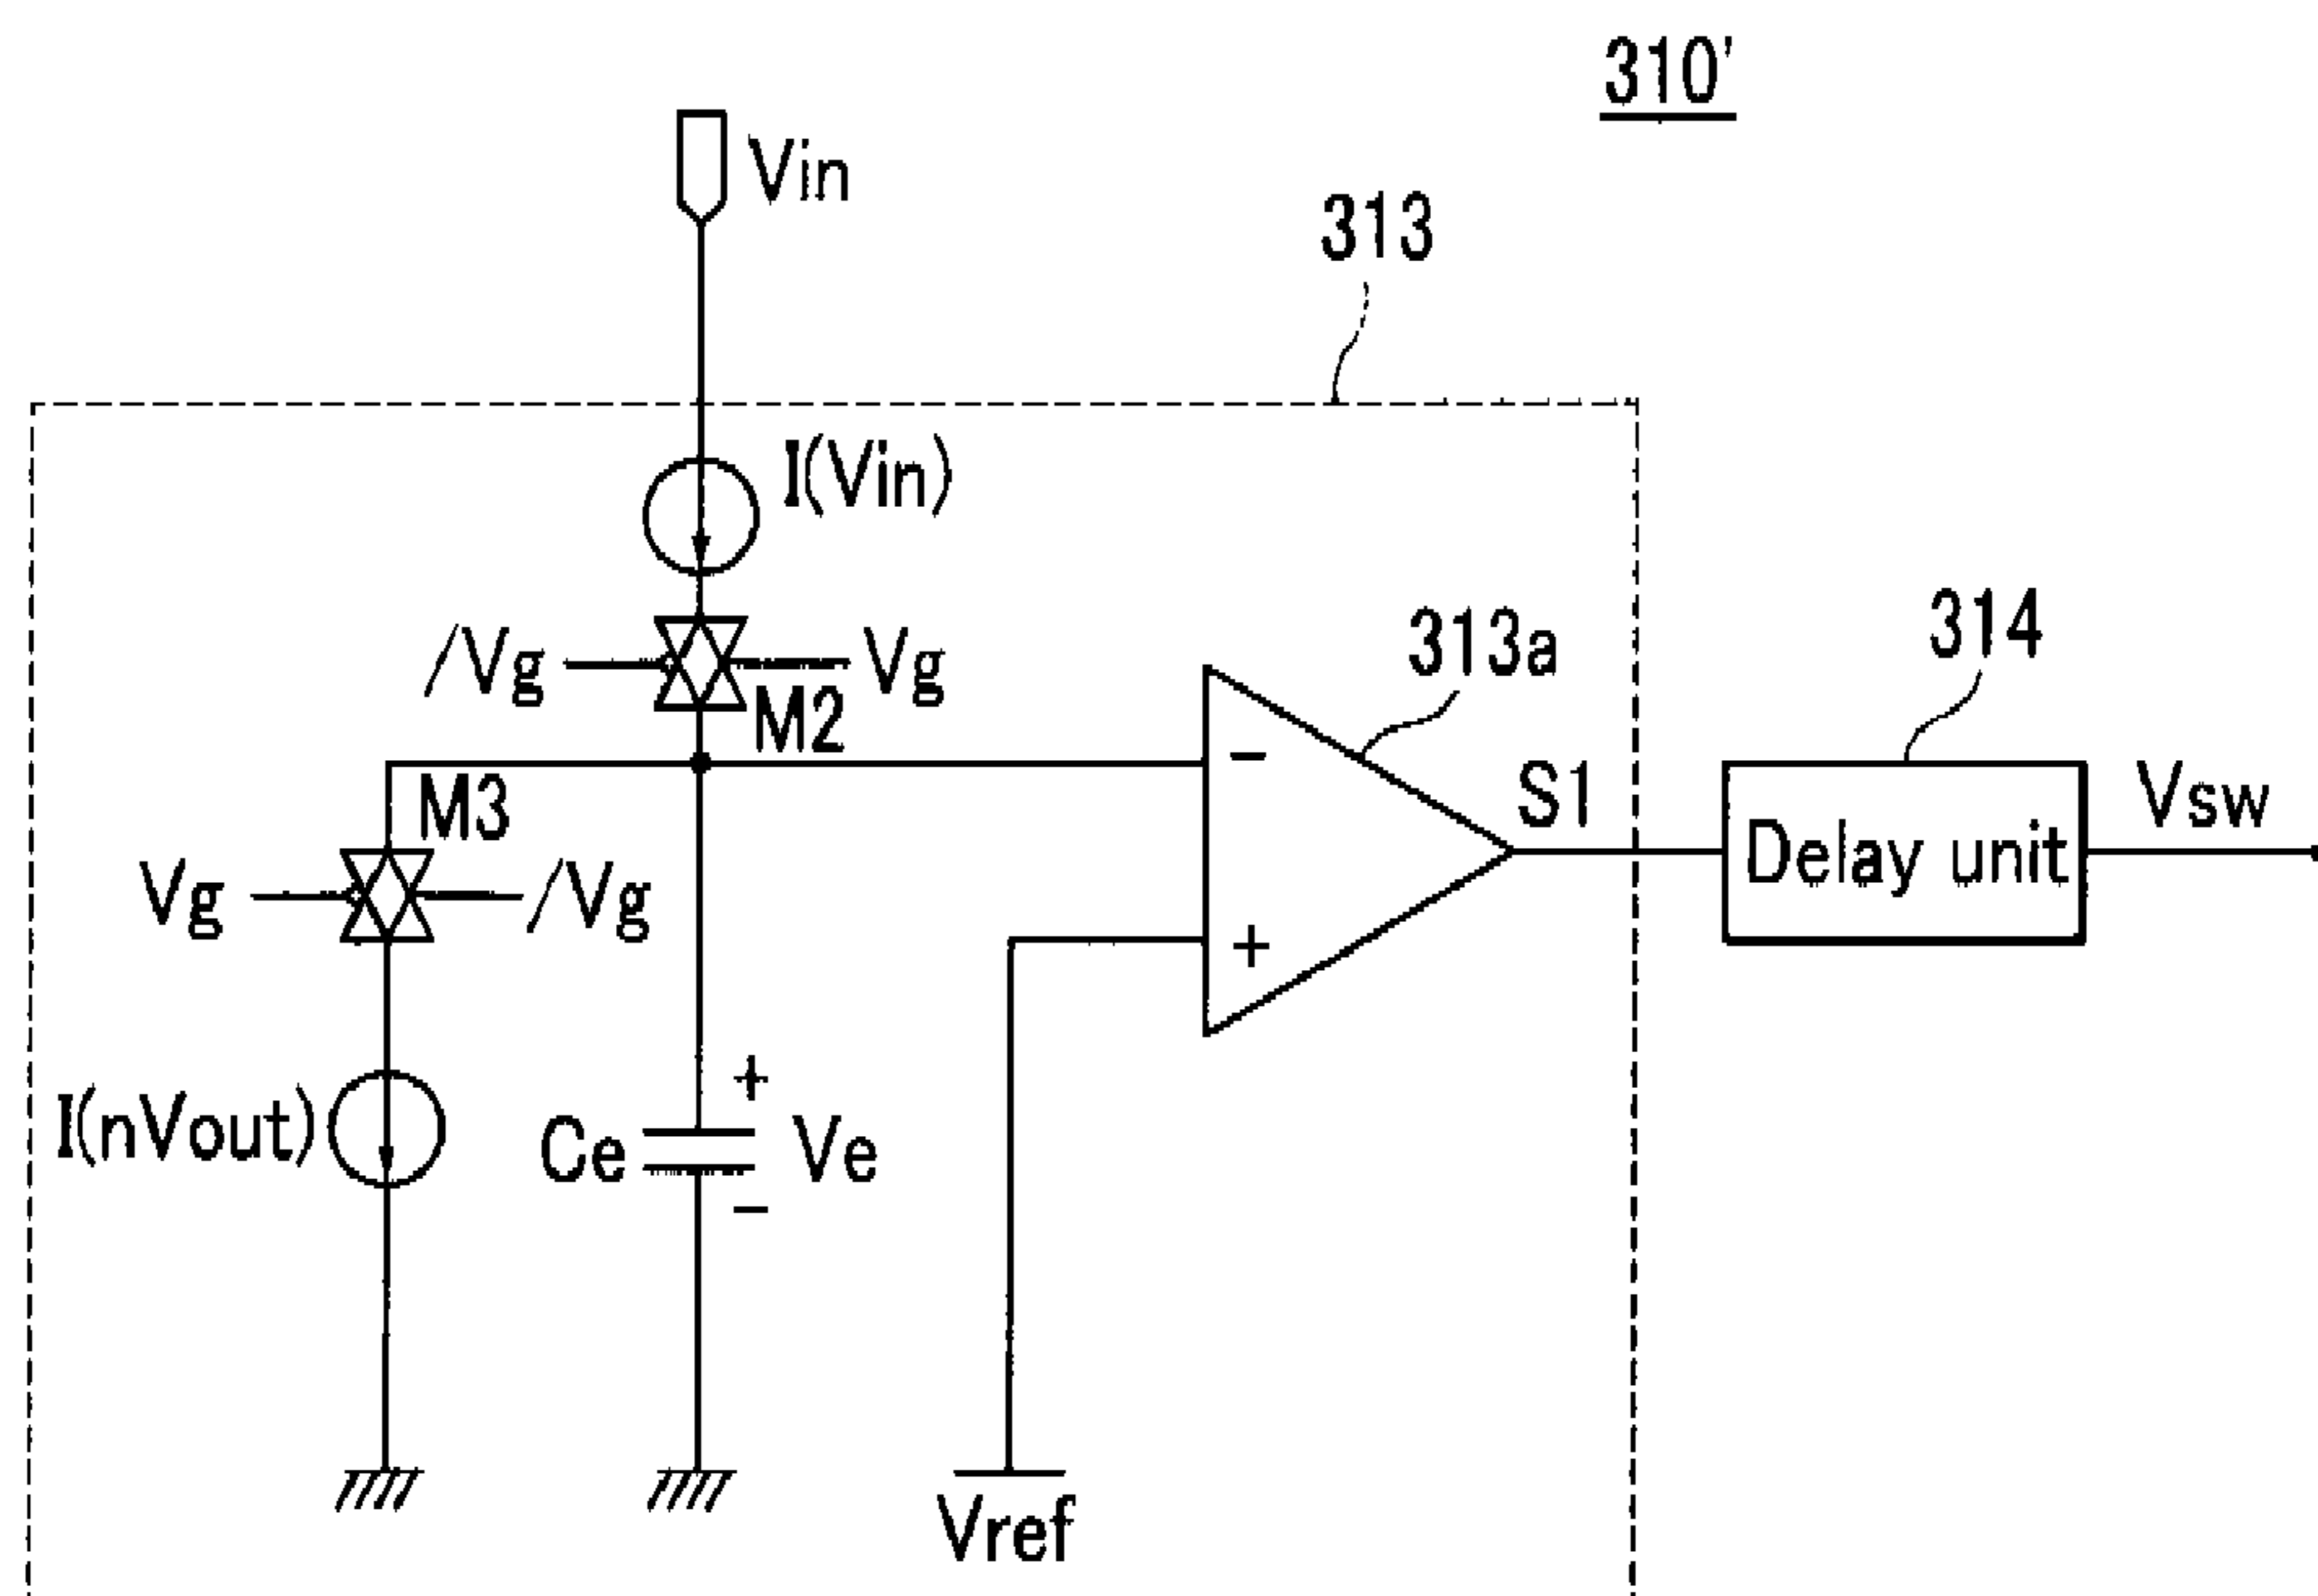 310'
Vin
313
I(Vin)
/Vg
Vg
M2
313a
314
M3
-
S1
Delay unit
Vsw
Vg
/Vg
+
I(nVout)
Ce
+
Ve
-
Vref